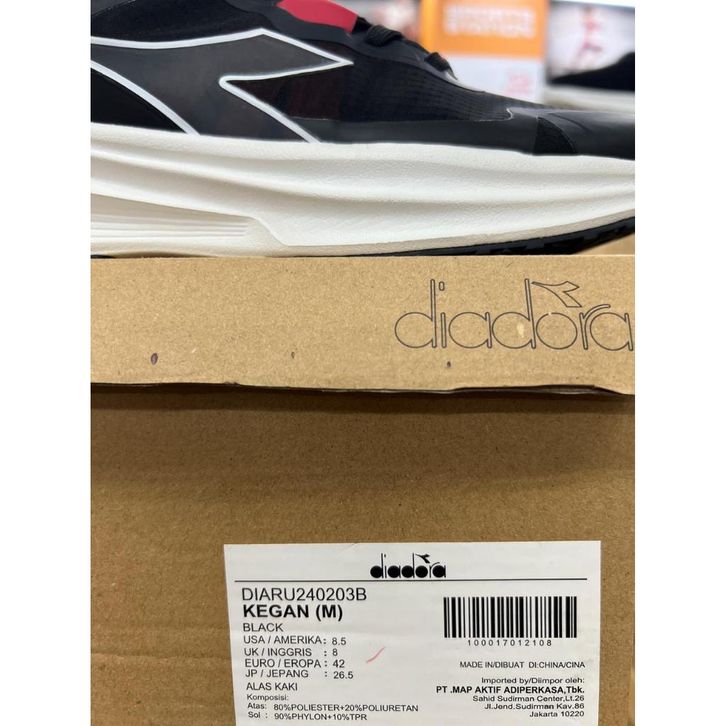 SPORTS
STATION
diadora
diadora
DIARU240203B
KEGAN (M)
BLACK
USA / AMERIKA : 8.5
UK / INGGRIS : 8
EURO / EROPA : 42
JP / JEPANG : 26.5
ALAS KAKI
Komposisi:
Atas: 80%POLIESTER+20%POLIURETAN
Sol : 90%PHYLON+10%TPR
100017012108
MADE IN/DIBUAT DI:CHINA/CINA
Imported by/Diimpor oleh:
PT .MAP AKTIF ADIPERKASA,Tbk.
Sahid Sudirman Center,Lt.26
Jl.Jend.Sudirman Kav.86
Jakarta 10220